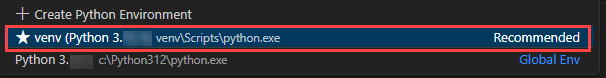 + Create Python Environment
★ venv (Python 3. venv\Scripts\python.exe Recommended
Python 3. c:\Python312\python.exe Global Env